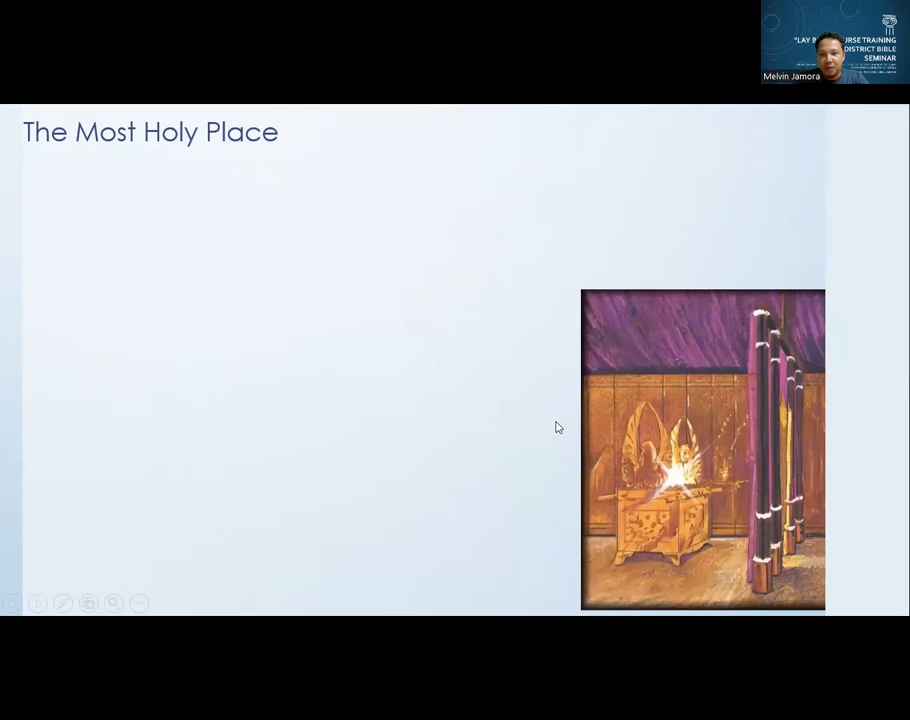 "LAY B URSE TRAINING
DISTRICT BIBLE
SEMINAR
Melvin Jamora
The Most Holy Place